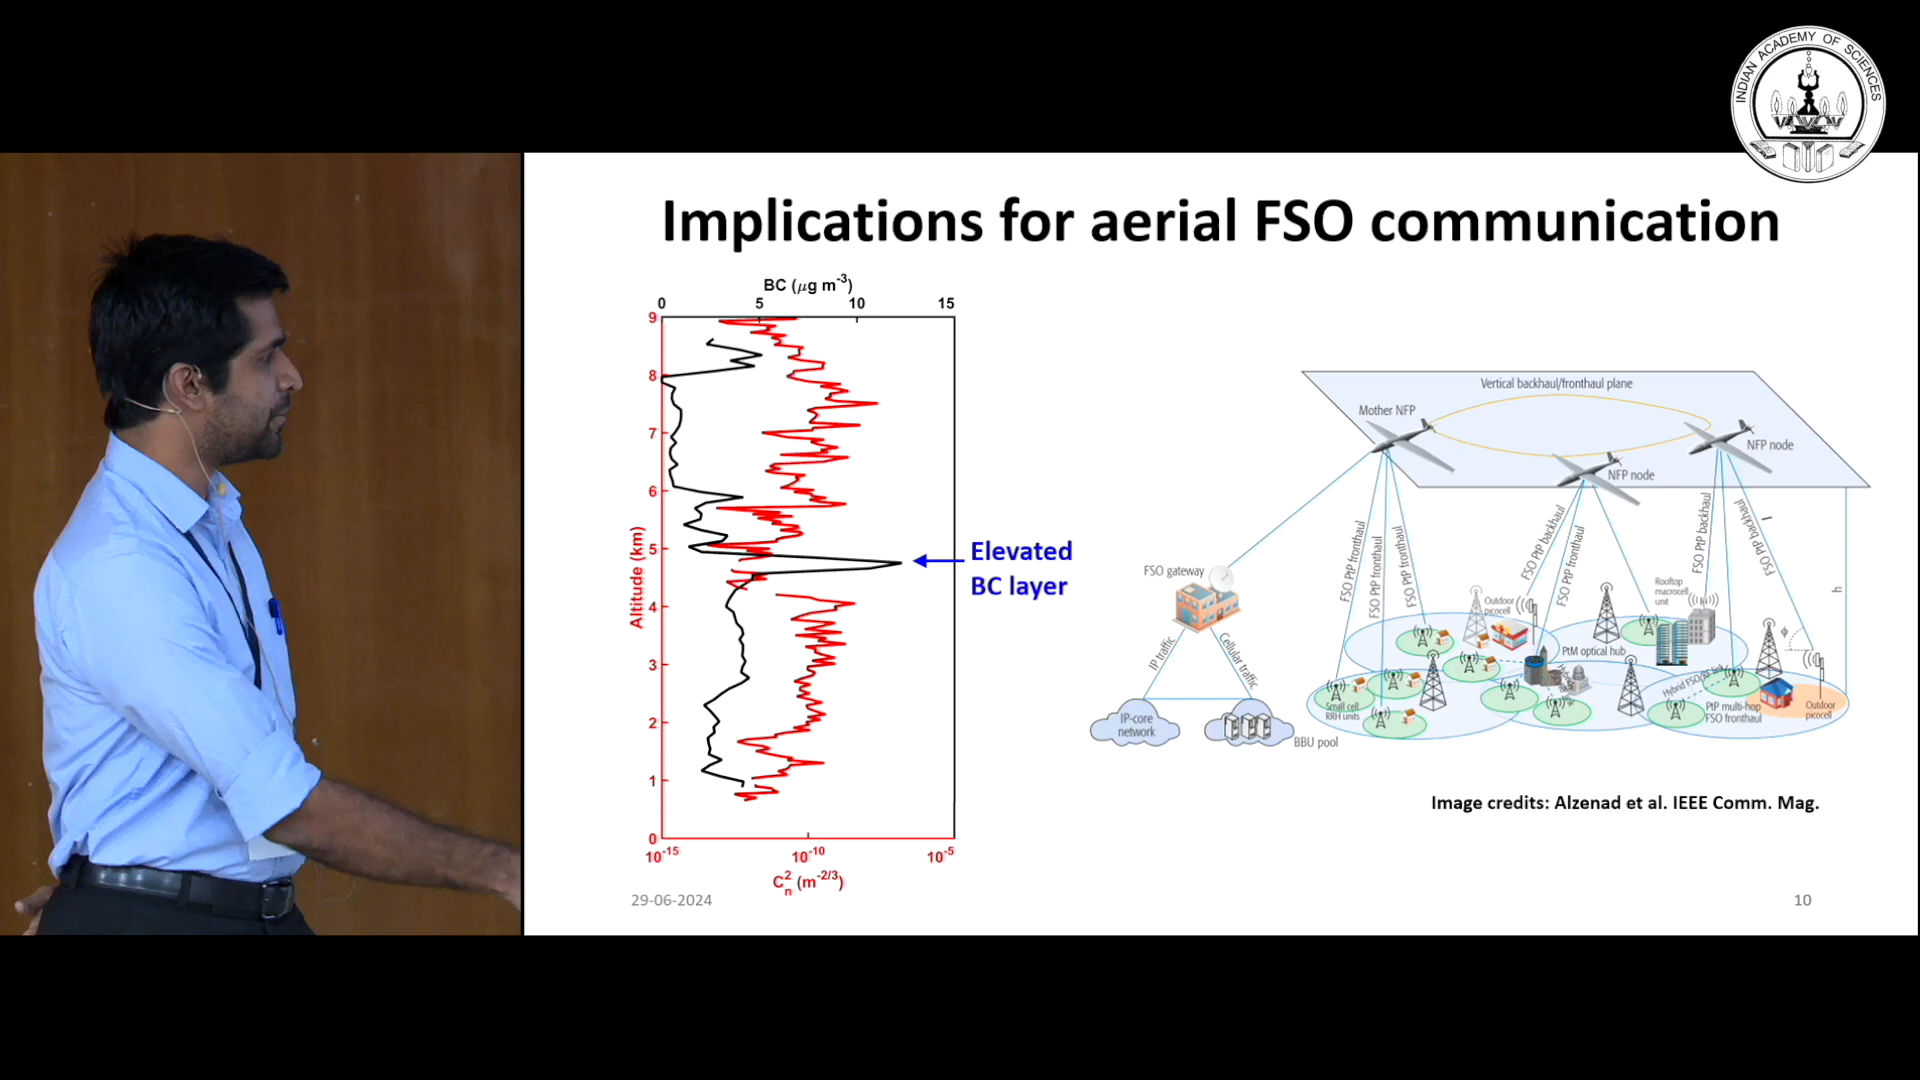 INDIAN ACADEMY OF SCIENCES
Implications for aerial FSO communication
BC (μg m⁻³)
0 5 10 15
9
8
7
6
5
4
3
2
1
0
Altitude (km)
10⁻¹⁵ 10⁻¹⁰ 10⁻⁵
C²ₙ (m⁻²ᐟ³)
Elevated
BC layer
Vertical backhaul/fronthaul plane
Mother NFP
NFP node
NFP node
FSO PtP fronthaul
FSO PtP fronthaul
FSO PtP fronthaul
FSO PtP backhaul
FSO PtP fronthaul
FSO PtP backhaul
FSO PtP backhaul
l
h
ϕ
FSO gateway
IP traffic
Cellular traffic
IP-core
network
BBU pool
Outdoor
picocell
Rooftop
macrocell
unit
PtM optical hub
Small cell
RRH units
Hybrid FSO/RF link
PtP multi-hop
FSO fronthaul
Outdoor
picocell
Image credits: Alzenad et al. IEEE Comm. Mag.
29-06-2024
10